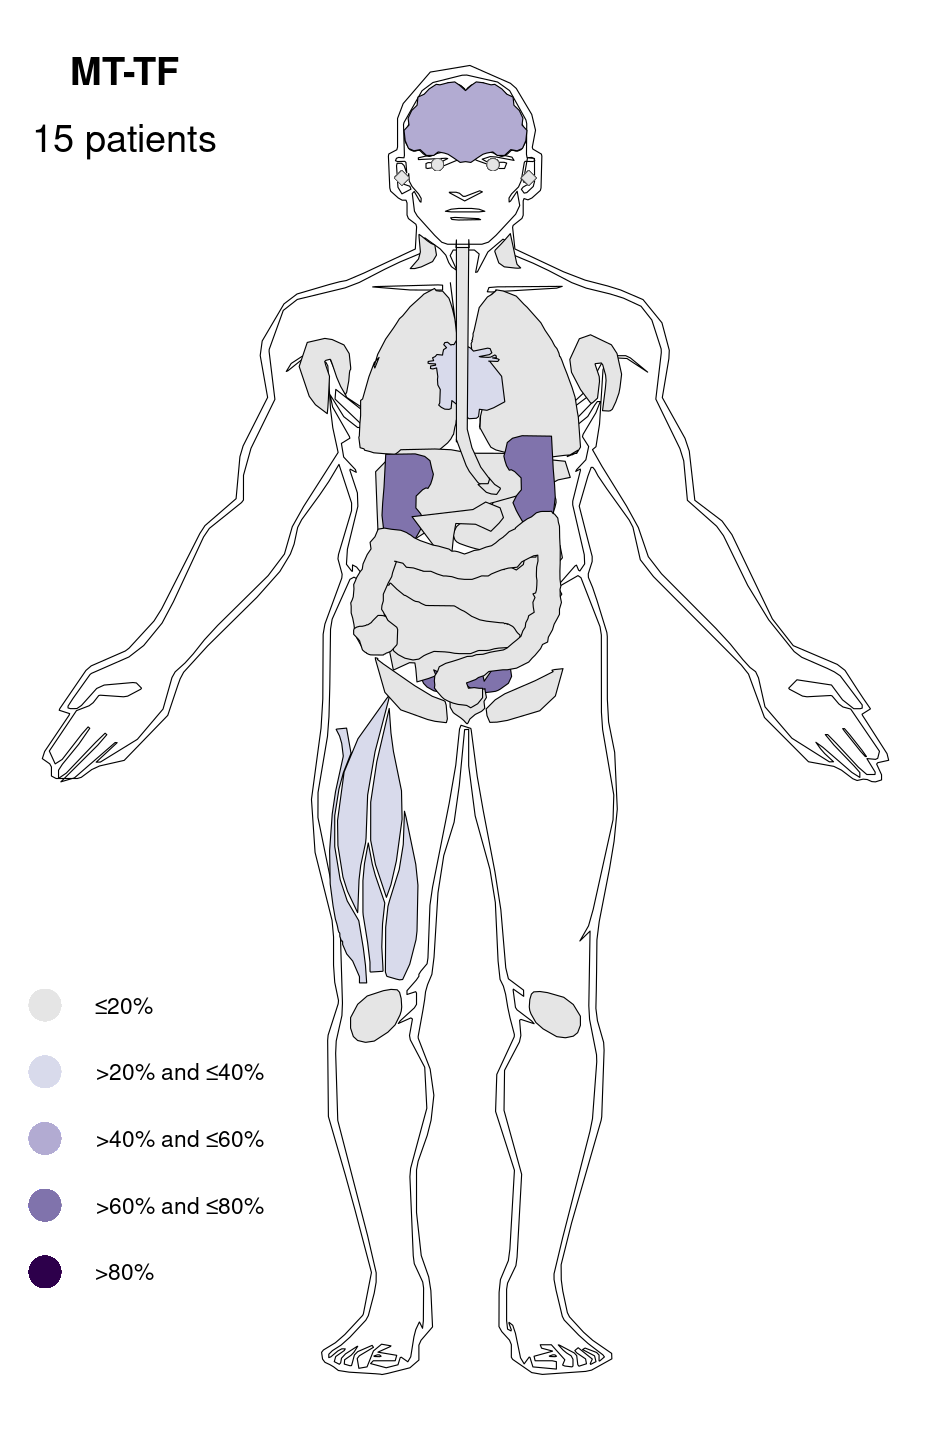 MT-TF
15 patients
≤20%
>20% and ≤40%
>40% and ≤60%
>60% and ≤80%
>80%